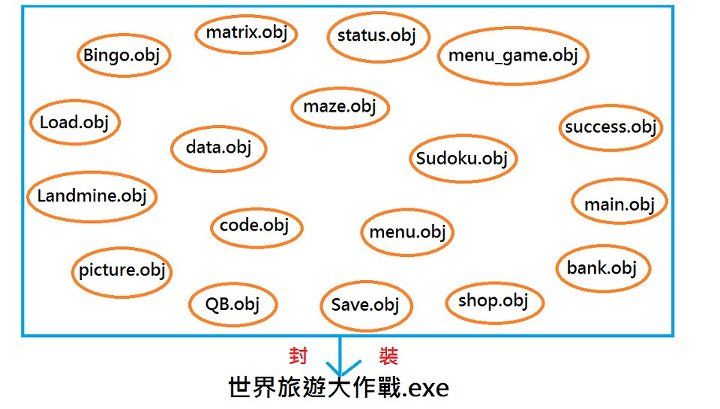 matrix.obj
status.obj
Bingo.obj
menu_game.obj
maze.obj
Load.obj
success.obj
data.obj
Sudoku.obj
Landmine.obj
main.obj
code.obj
menu.obj
picture.obj
bank.obj
QB.obj
Save.obj
shop.obj
封 裝
世界旅遊大作戰.exe